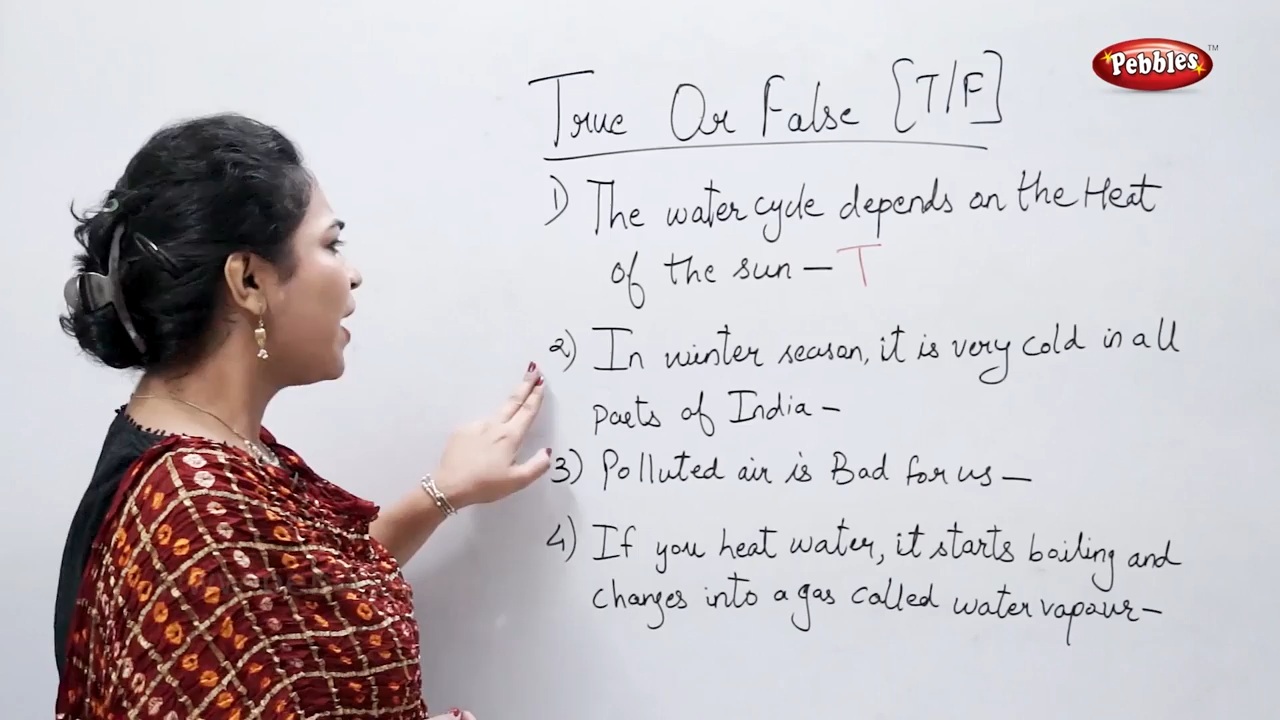 Pebbles TM
True Or False [T/F]
1) The water cycle depends on the Heat
of the sun – T
2) In winter season, it is very cold in all
parts of India –
3) Polluted air is Bad for us –
4) If you heat water, it starts boiling and
changes into a gas called water vapour –